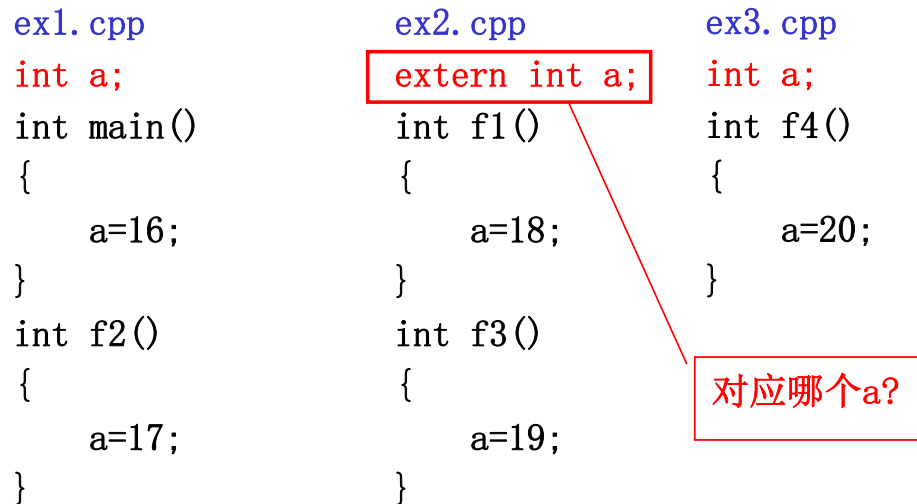 ex1.cpp
int a;
int main()
{
    a=16;
}
int f2()
{
    a=17;
}
ex2.cpp
extern int a;
int f1()
{
    a=18;
}
int f3()
{
    a=19;
}
ex3.cpp
int a;
int f4()
{
    a=20;
}
对应哪个a?